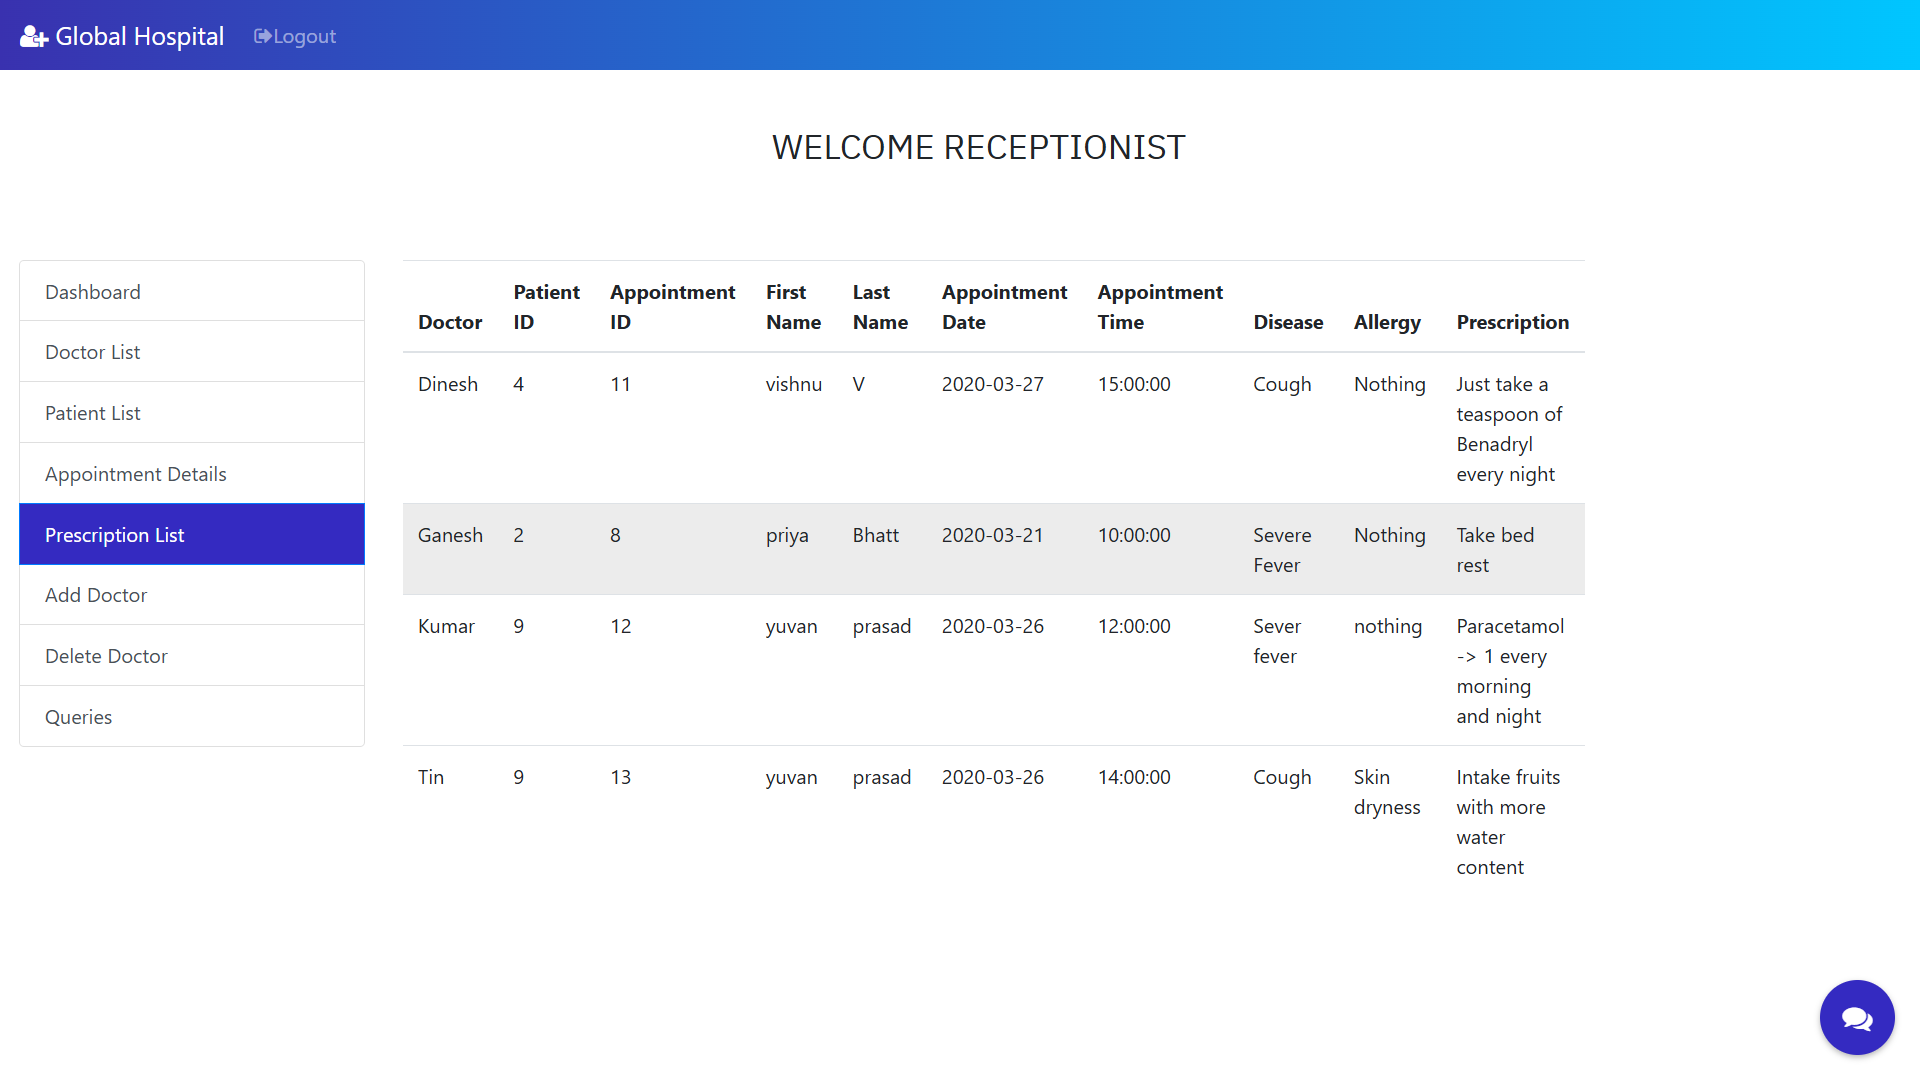 Global Hospital Logout
WELCOME RECEPTIONIST
Dashboard
Doctor List
Patient List
Appointment Details
Prescription List
Add Doctor
Delete Doctor
Queries
Doctor Patient ID Appointment ID First Name Last Name Appointment Date Appointment Time Disease Allergy Prescription
Dinesh 4 11 vishnu V 2020-03-27 15:00:00 Cough Nothing Just take a teaspoon of Benadryl every night
Ganesh 2 8 priya Bhatt 2020-03-21 10:00:00 Severe Fever Nothing Take bed rest
Kumar 9 12 yuvan prasad 2020-03-26 12:00:00 Sever fever nothing Paracetamol -> 1 every morning and night
Tin 9 13 yuvan prasad 2020-03-26 14:00:00 Cough Skin dryness Intake fruits with more water content